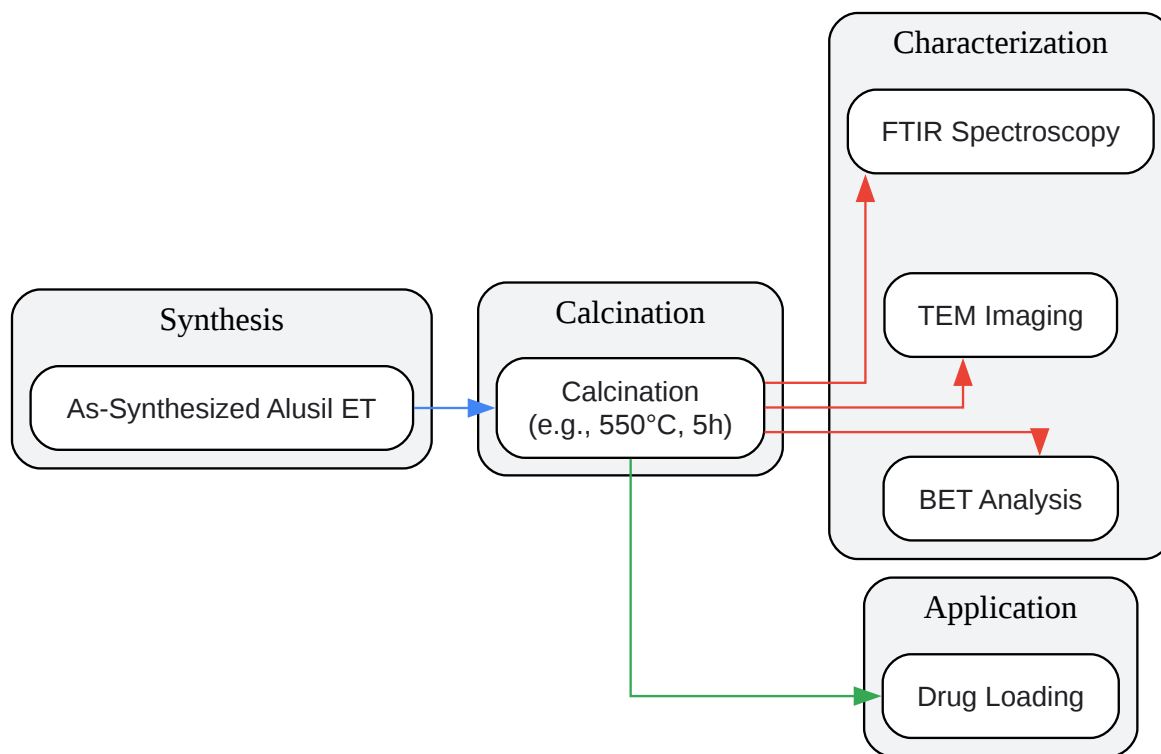 Synthesis
As-Synthesized Alusil ET
Calcination
Calcination
(e.g., 550°C, 5h)
Characterization
FTIR Spectroscopy
TEM Imaging
BET Analysis
Application
Drug Loading